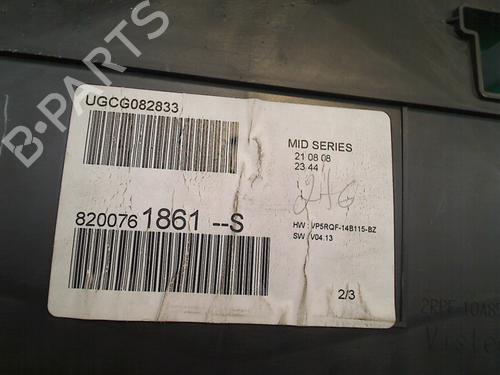 B-PARTS
UGCG082833
MID SERIES
21 08 08
23 44
2HG
8200761861 --S
HW : VP5RQF-14B115-BZ
SW : V04.13
2/3